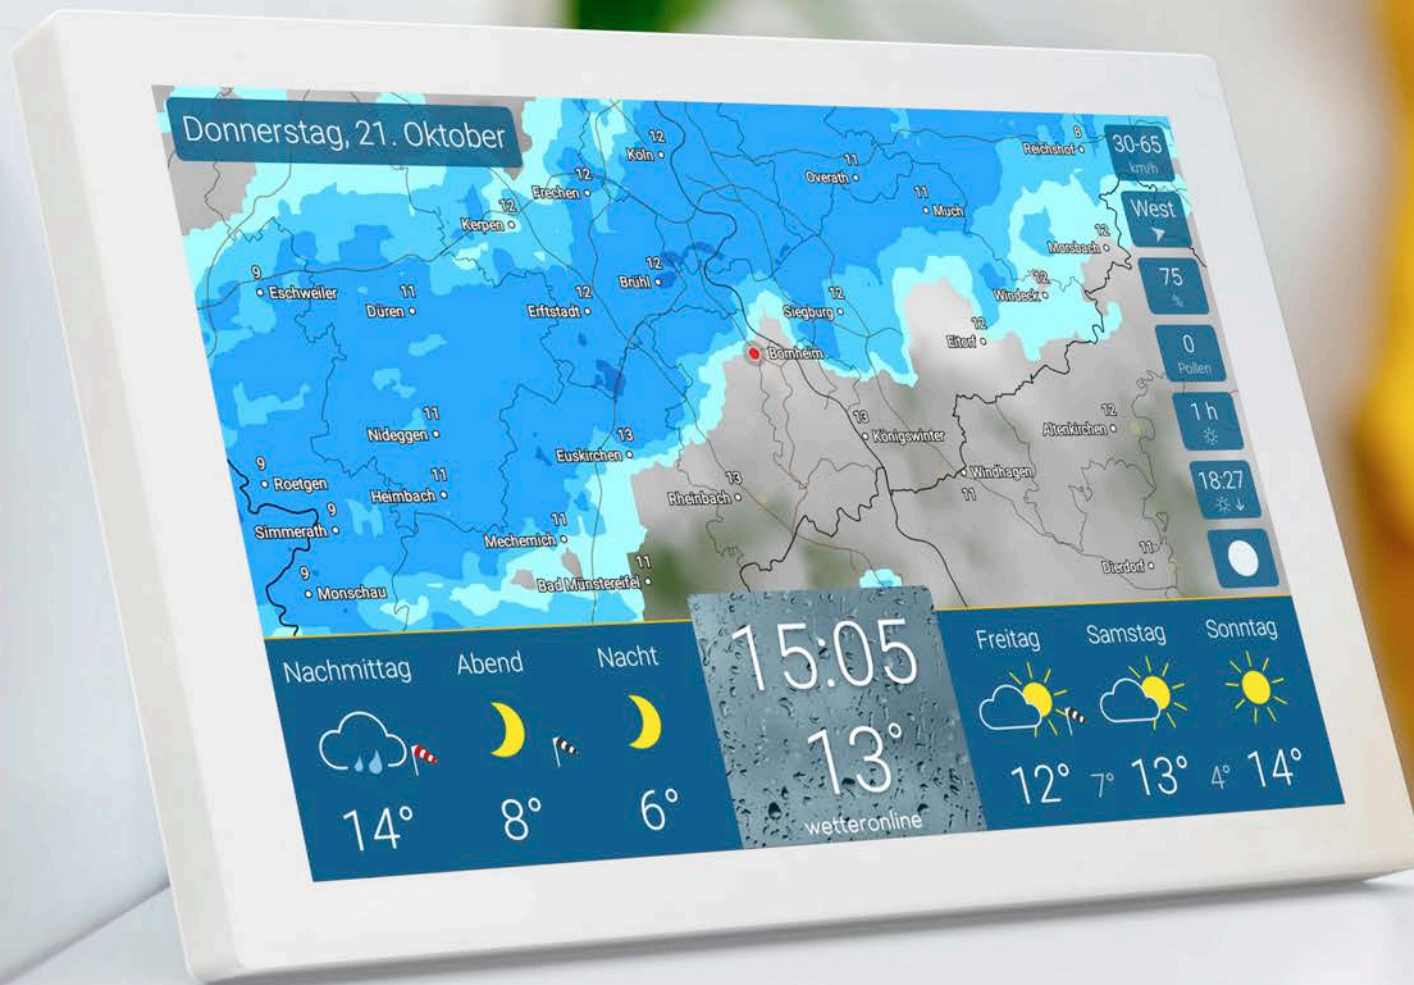 Donnerstag, 21. Oktober
12
Köln
12
Frechen
12
Kerpen
11
Overath
8
Reichshof
11
Much
12
Morsbach
9
Eschweiler
11
Düren
12
Erftstadt
12
Brühl
12
Siegburg
12
Windeck
12
Eitorf
Bornheim
11
Nideggen
13
Euskirchen
13
Königswinter
12
Altenkirchen
9
Roetgen
11
Heimbach
13
Rheinbach
Windhagen
11
9
Simmerath
11
Mechernich
11
Dierdorf
9
Monschau
11
Bad Münstereifel
30-65
km/h
West
75
%
0
Pollen
1 h
18:27
Nachmittag
14°
Abend
8°
Nacht
6°
15:05
13°
wetteronline
Freitag
12°
Samstag
7° 13°
Sonntag
4° 14°